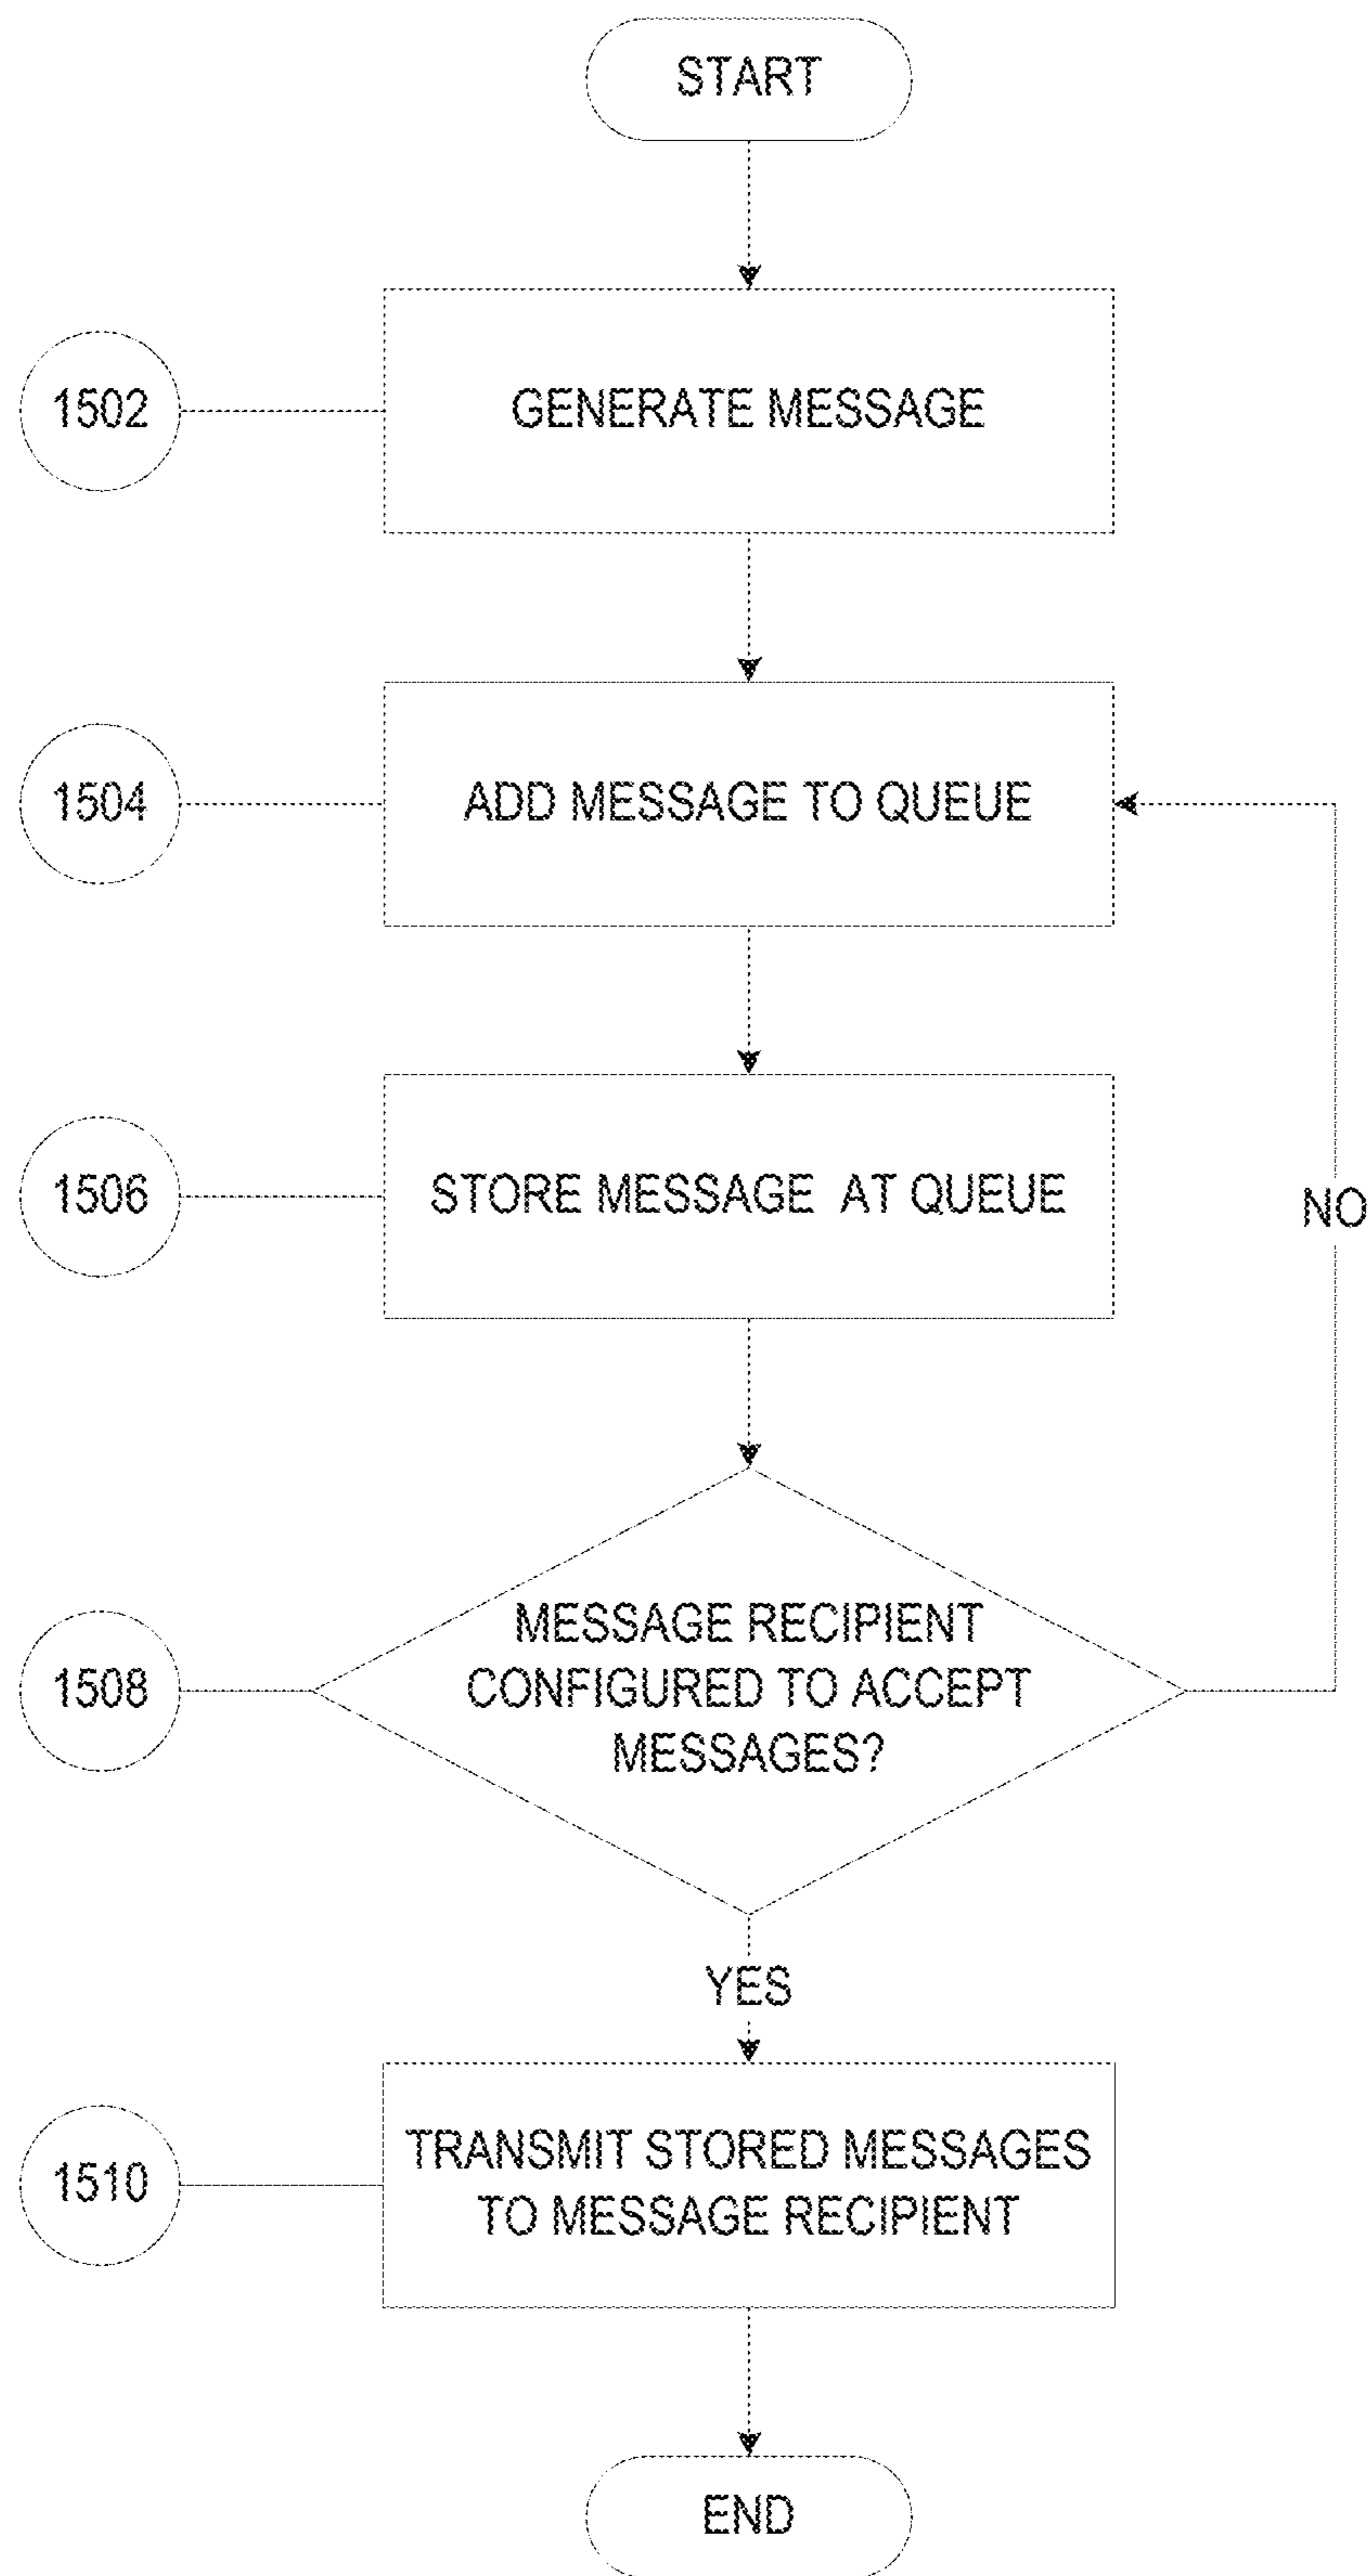 START
1502
GENERATE MESSAGE
1504
ADD MESSAGE TO QUEUE
1506
STORE MESSAGE AT QUEUE
NO
1508
MESSAGE RECIPIENT
CONFIGURED TO ACCEPT
MESSAGES?
YES
1510
TRANSMIT STORED MESSAGES
TO MESSAGE RECIPIENT
END